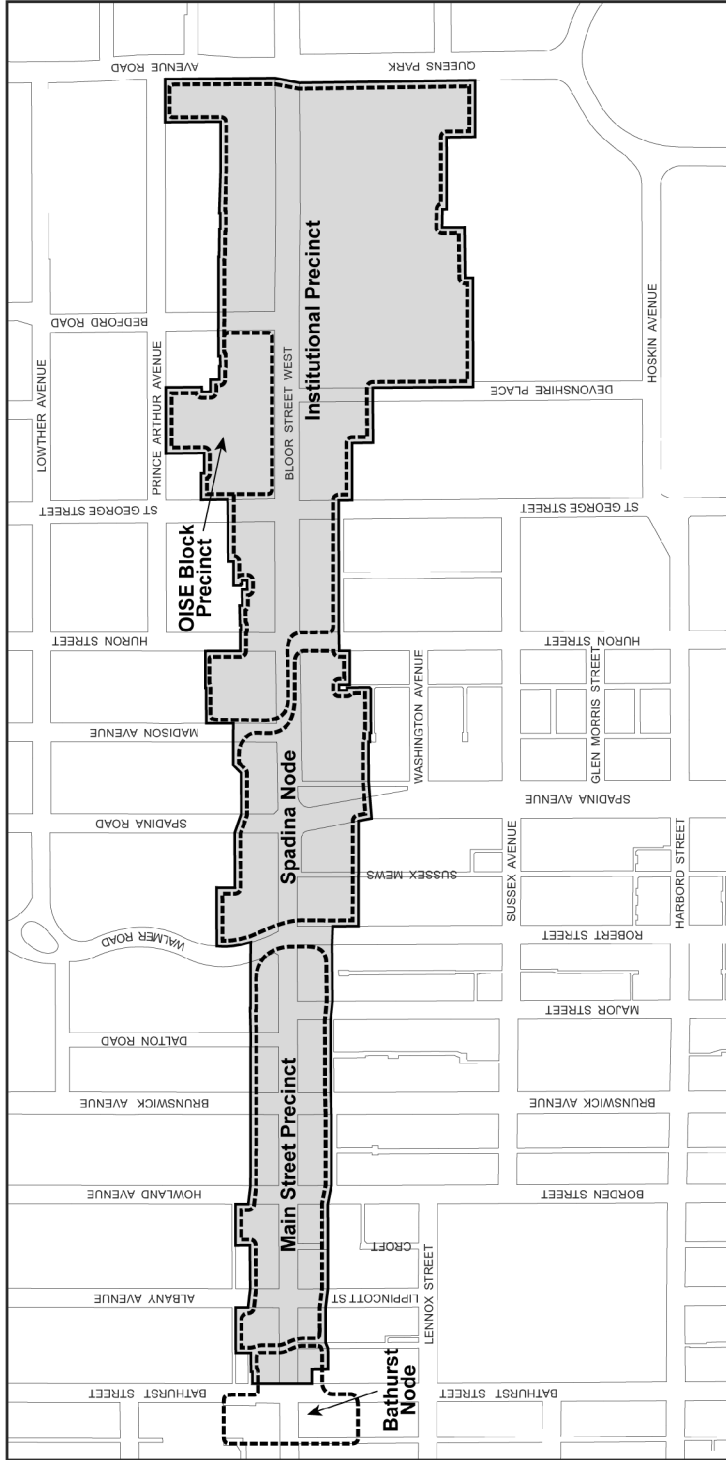 AVENUE ROAD
QUEENS PARK
BEDFORD ROAD
LOWTHER AVENUE
PRINCE ARTHUR AVENUE
BLOOR STREET WEST
Institutional Precinct
HOSKIN AVENUE
DEVONSHIRE PLACE
ST GEORGE STREET
ST GEORGE STREET
OISE Block
Precinct
HURON STREET
HURON STREET
WASHINGTON AVENUE
GLEN MORRIS STREET
MADISON AVENUE
SPADINA AVENUE
SPADINA ROAD
Spadina Node
SUSSEX MEWS
SUSSEX AVENUE
HARBORD STREET
WALMER ROAD
ROBERT STREET
MAJOR STREET
DALTON ROAD
BRUNSWICK AVENUE
BRUNSWICK AVENUE
Main Street Precinct
HOWLAND AVENUE
BORDEN STREET
CROFT
ALBANY AVENUE
LIPPINCOTT ST
LENNOX STREET
BATHURST STREET
BATHURST STREET
Bathurst
Node